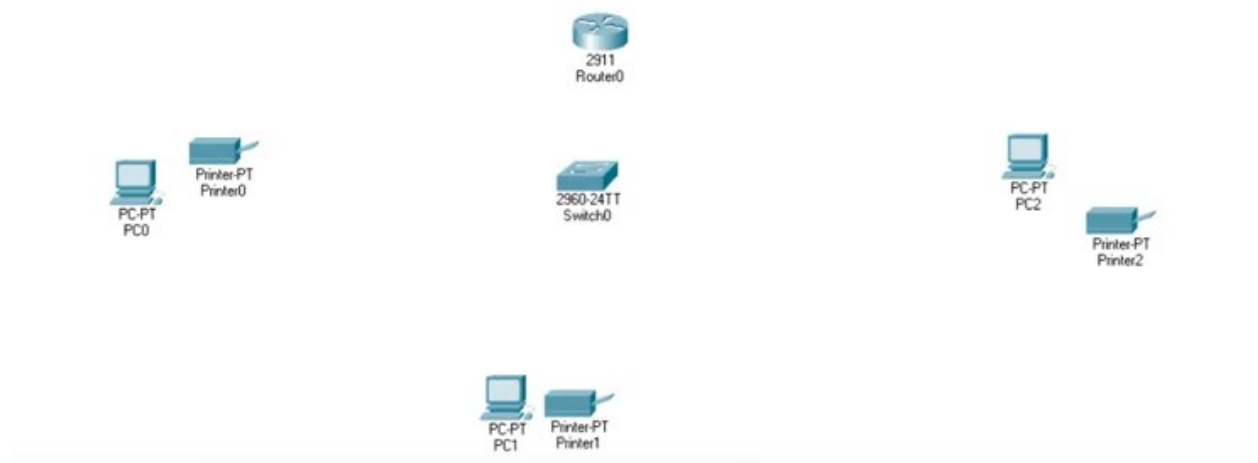 2911
Router0
Printer-PT
Printer0
PC-PT
PC0
2960-24TT
Switch0
PC-PT
PC2
Printer-PT
Printer2
PC-PT
PC1
Printer-PT
Printer1